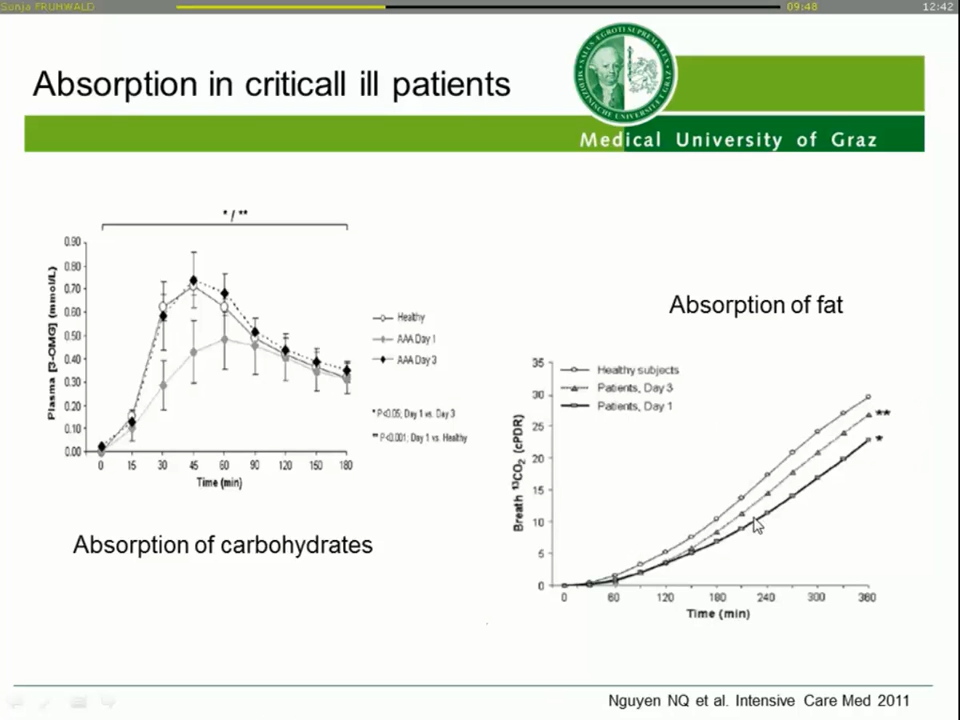 Sonja FRUHWALD
09:48
12:42
Absorption in criticall ill patients
Medical University of Graz
* / **
Plasma [3-OMG] (mmol/L)
0.90
0.80
0.70
0.60
0.50
0.40
0.30
0.20
0.10
0.00
0 15 30 45 60 90 120 150 180
Time (min)
Healthy
AAA Day 1
AAA Day 3
* P<0.05; Day 1 vs. Day 3
** P<0.001; Day 1 vs Healthy
Absorption of carbohydrates
Absorption of fat
Breath ¹³CO₂ (cPDR)
35
30
25
20
15
10
5
0
0 60 120 180 240 300 360
Time (min)
Healthy subjects
Patients, Day 3
Patients, Day 1
**
*
Nguyen NQ et al. Intensive Care Med 2011